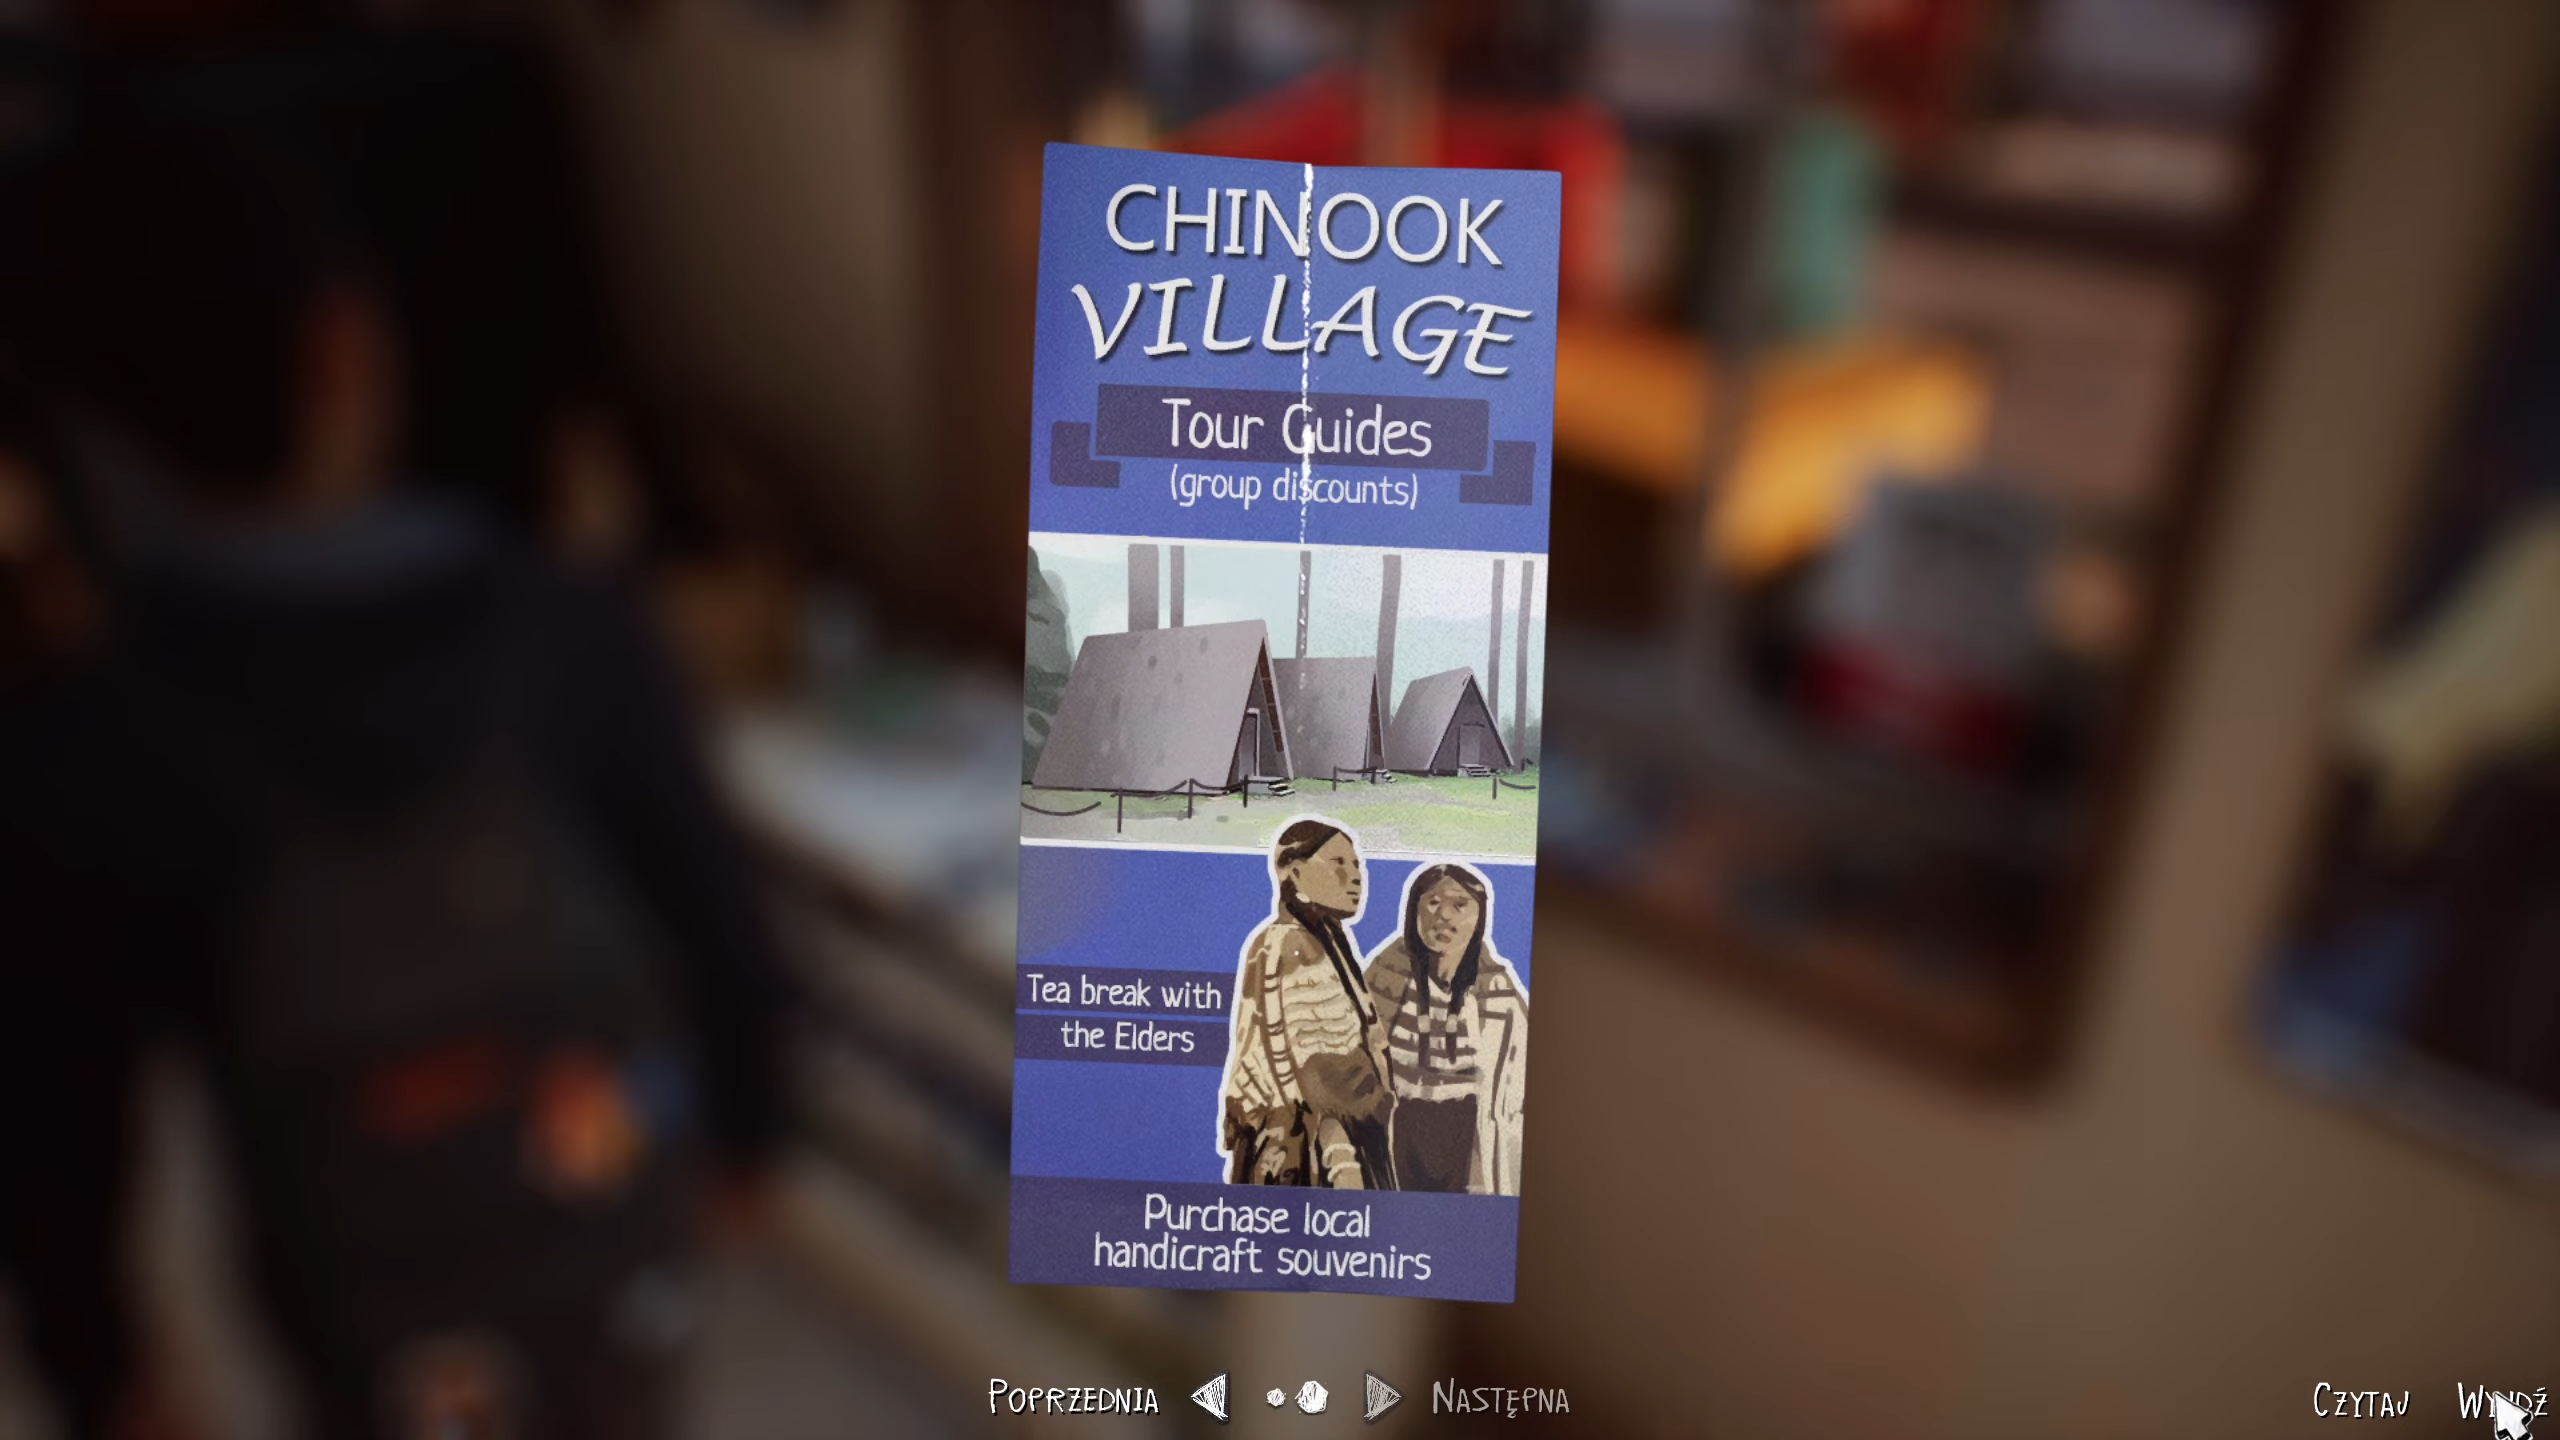 CHINOOK
VILLAGE
Tour Guides
(group discounts)
Tea break with
the Elders
Purchase local
handicraft souvenirs
POPRZEDNIA
NASTĘPNA
CZYTAJ